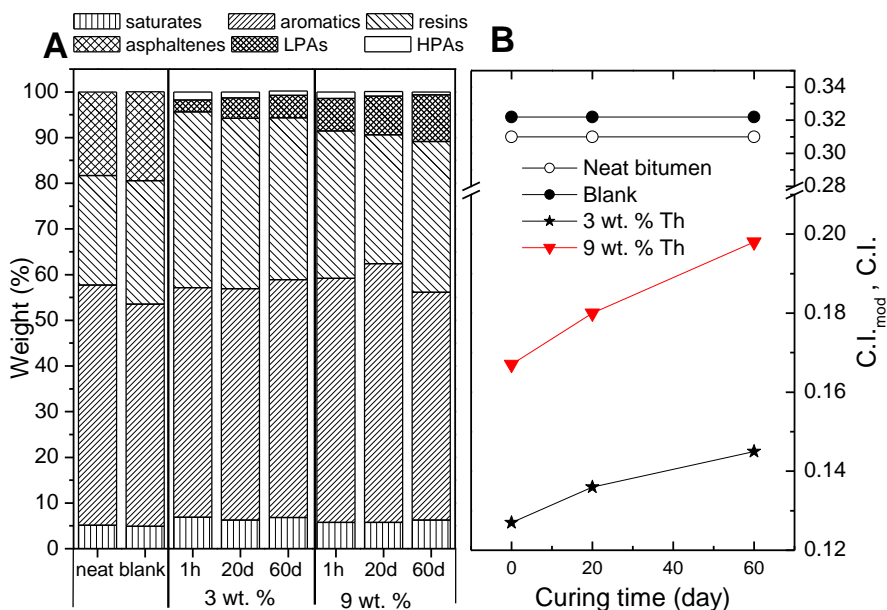 saturates aromatics resins
asphaltenes LPAs HPAs
A
B
Weight (%)
100
90
80
70
60
50
40
30
20
10
0
neat blank 1h 20d 60d 1h 20d 60d
3 wt. % 9 wt. %
Neat bitumen
Blank
3 wt. % Th
9 wt. % Th
0.34
0.32
0.30
0.28
0.20
0.18
0.16
0.14
0.12
C.I.mod , C.I.
0 20 40 60
Curing time (day)